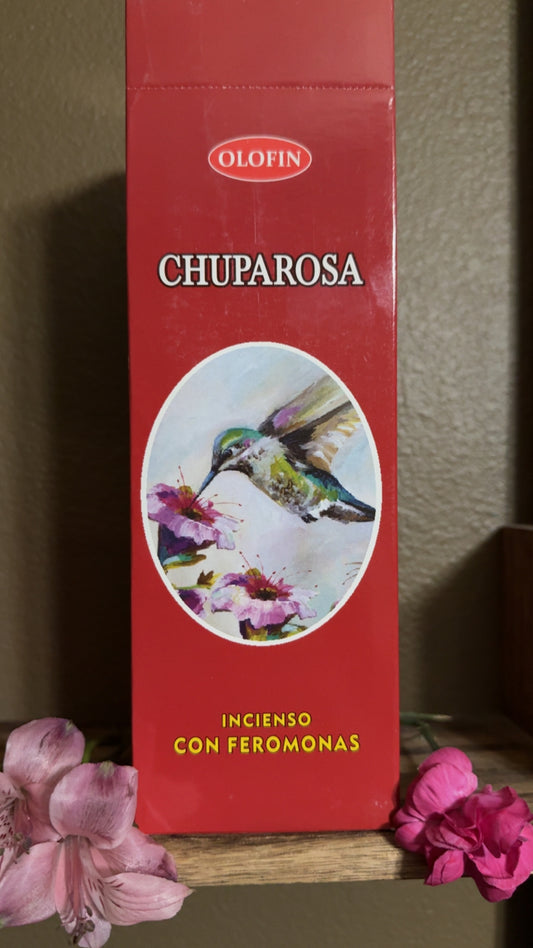 OLOFIN
CHUPAROSA
INCIENSO
CON FEROMONAS